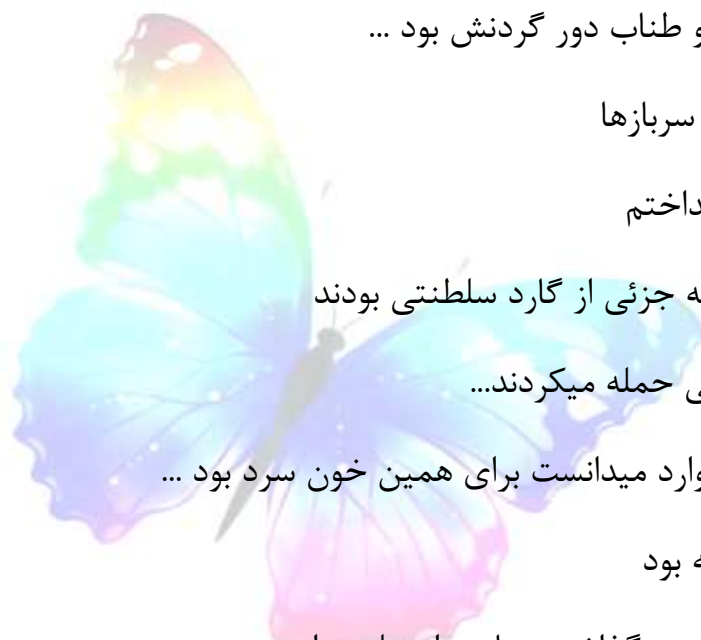 و طناب دور گردنش بود ...
سربازها
داختم
ه جزئی از گارد سلطنتی بودند
ی حمله میکردند...
وارد میدانست برای همین خون سرد بود ...
ه بود